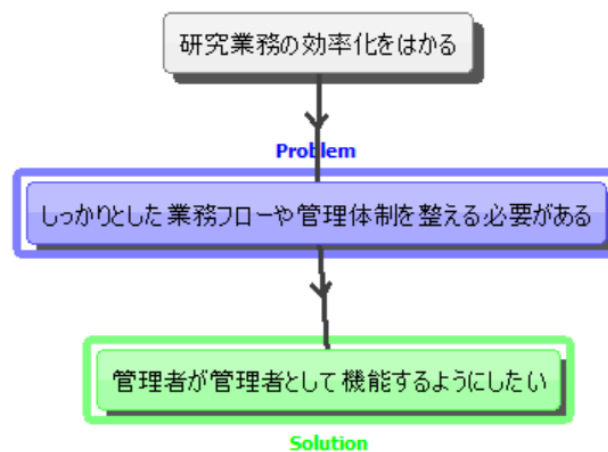 研究業務の効率化をはかる
Problem
しっかりとした業務フローや管理体制を整える必要がある
管理者が管理者として機能するようにしたい
Solution